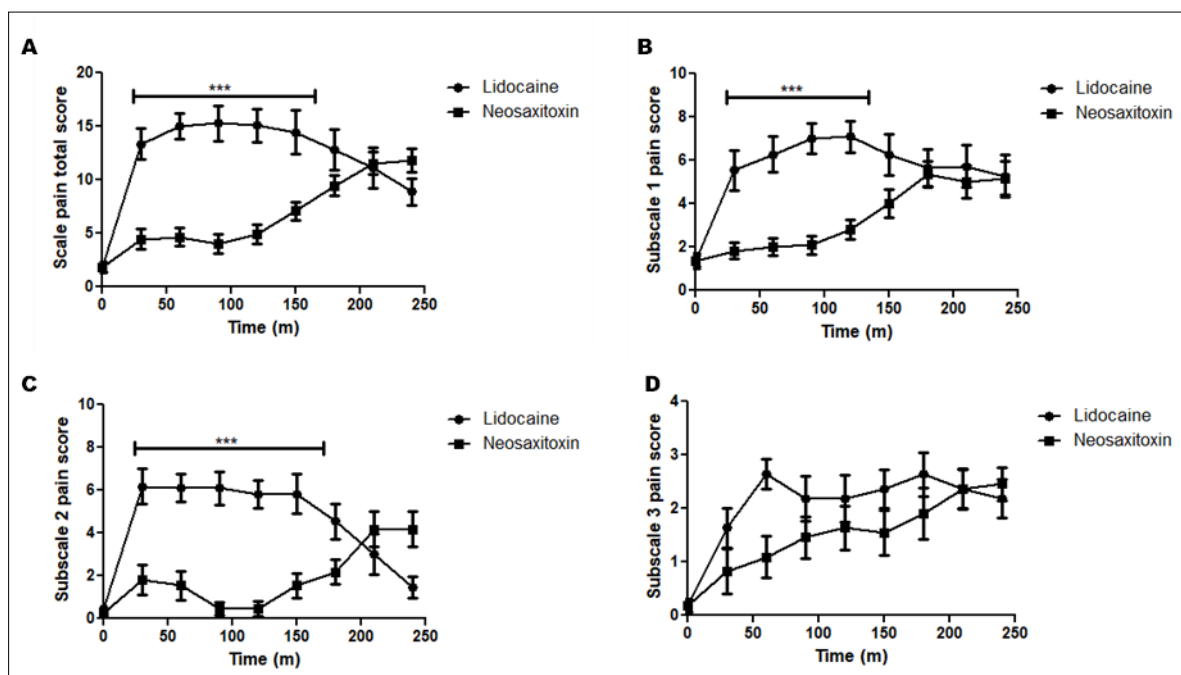 A
Scale pain total score
20
15
10
5
0
***
Lidocaine
Neosaxitoxin
0 50 100 150 200 250
Time (m)
B
Subscale 1 pain score
10
8
6
4
2
0
***
Lidocaine
Neosaxitoxin
0 50 100 150 200 250
Time (m)
C
Subscale 2 pain score
10
8
6
4
2
0
***
Lidocaine
Neosaxitoxin
0 50 100 150 200 250
Time (m)
D
Subscale 3 pain score
4
3
2
1
0
Lidocaine
Neosaxitoxin
0 50 100 150 200 250
Time (m)